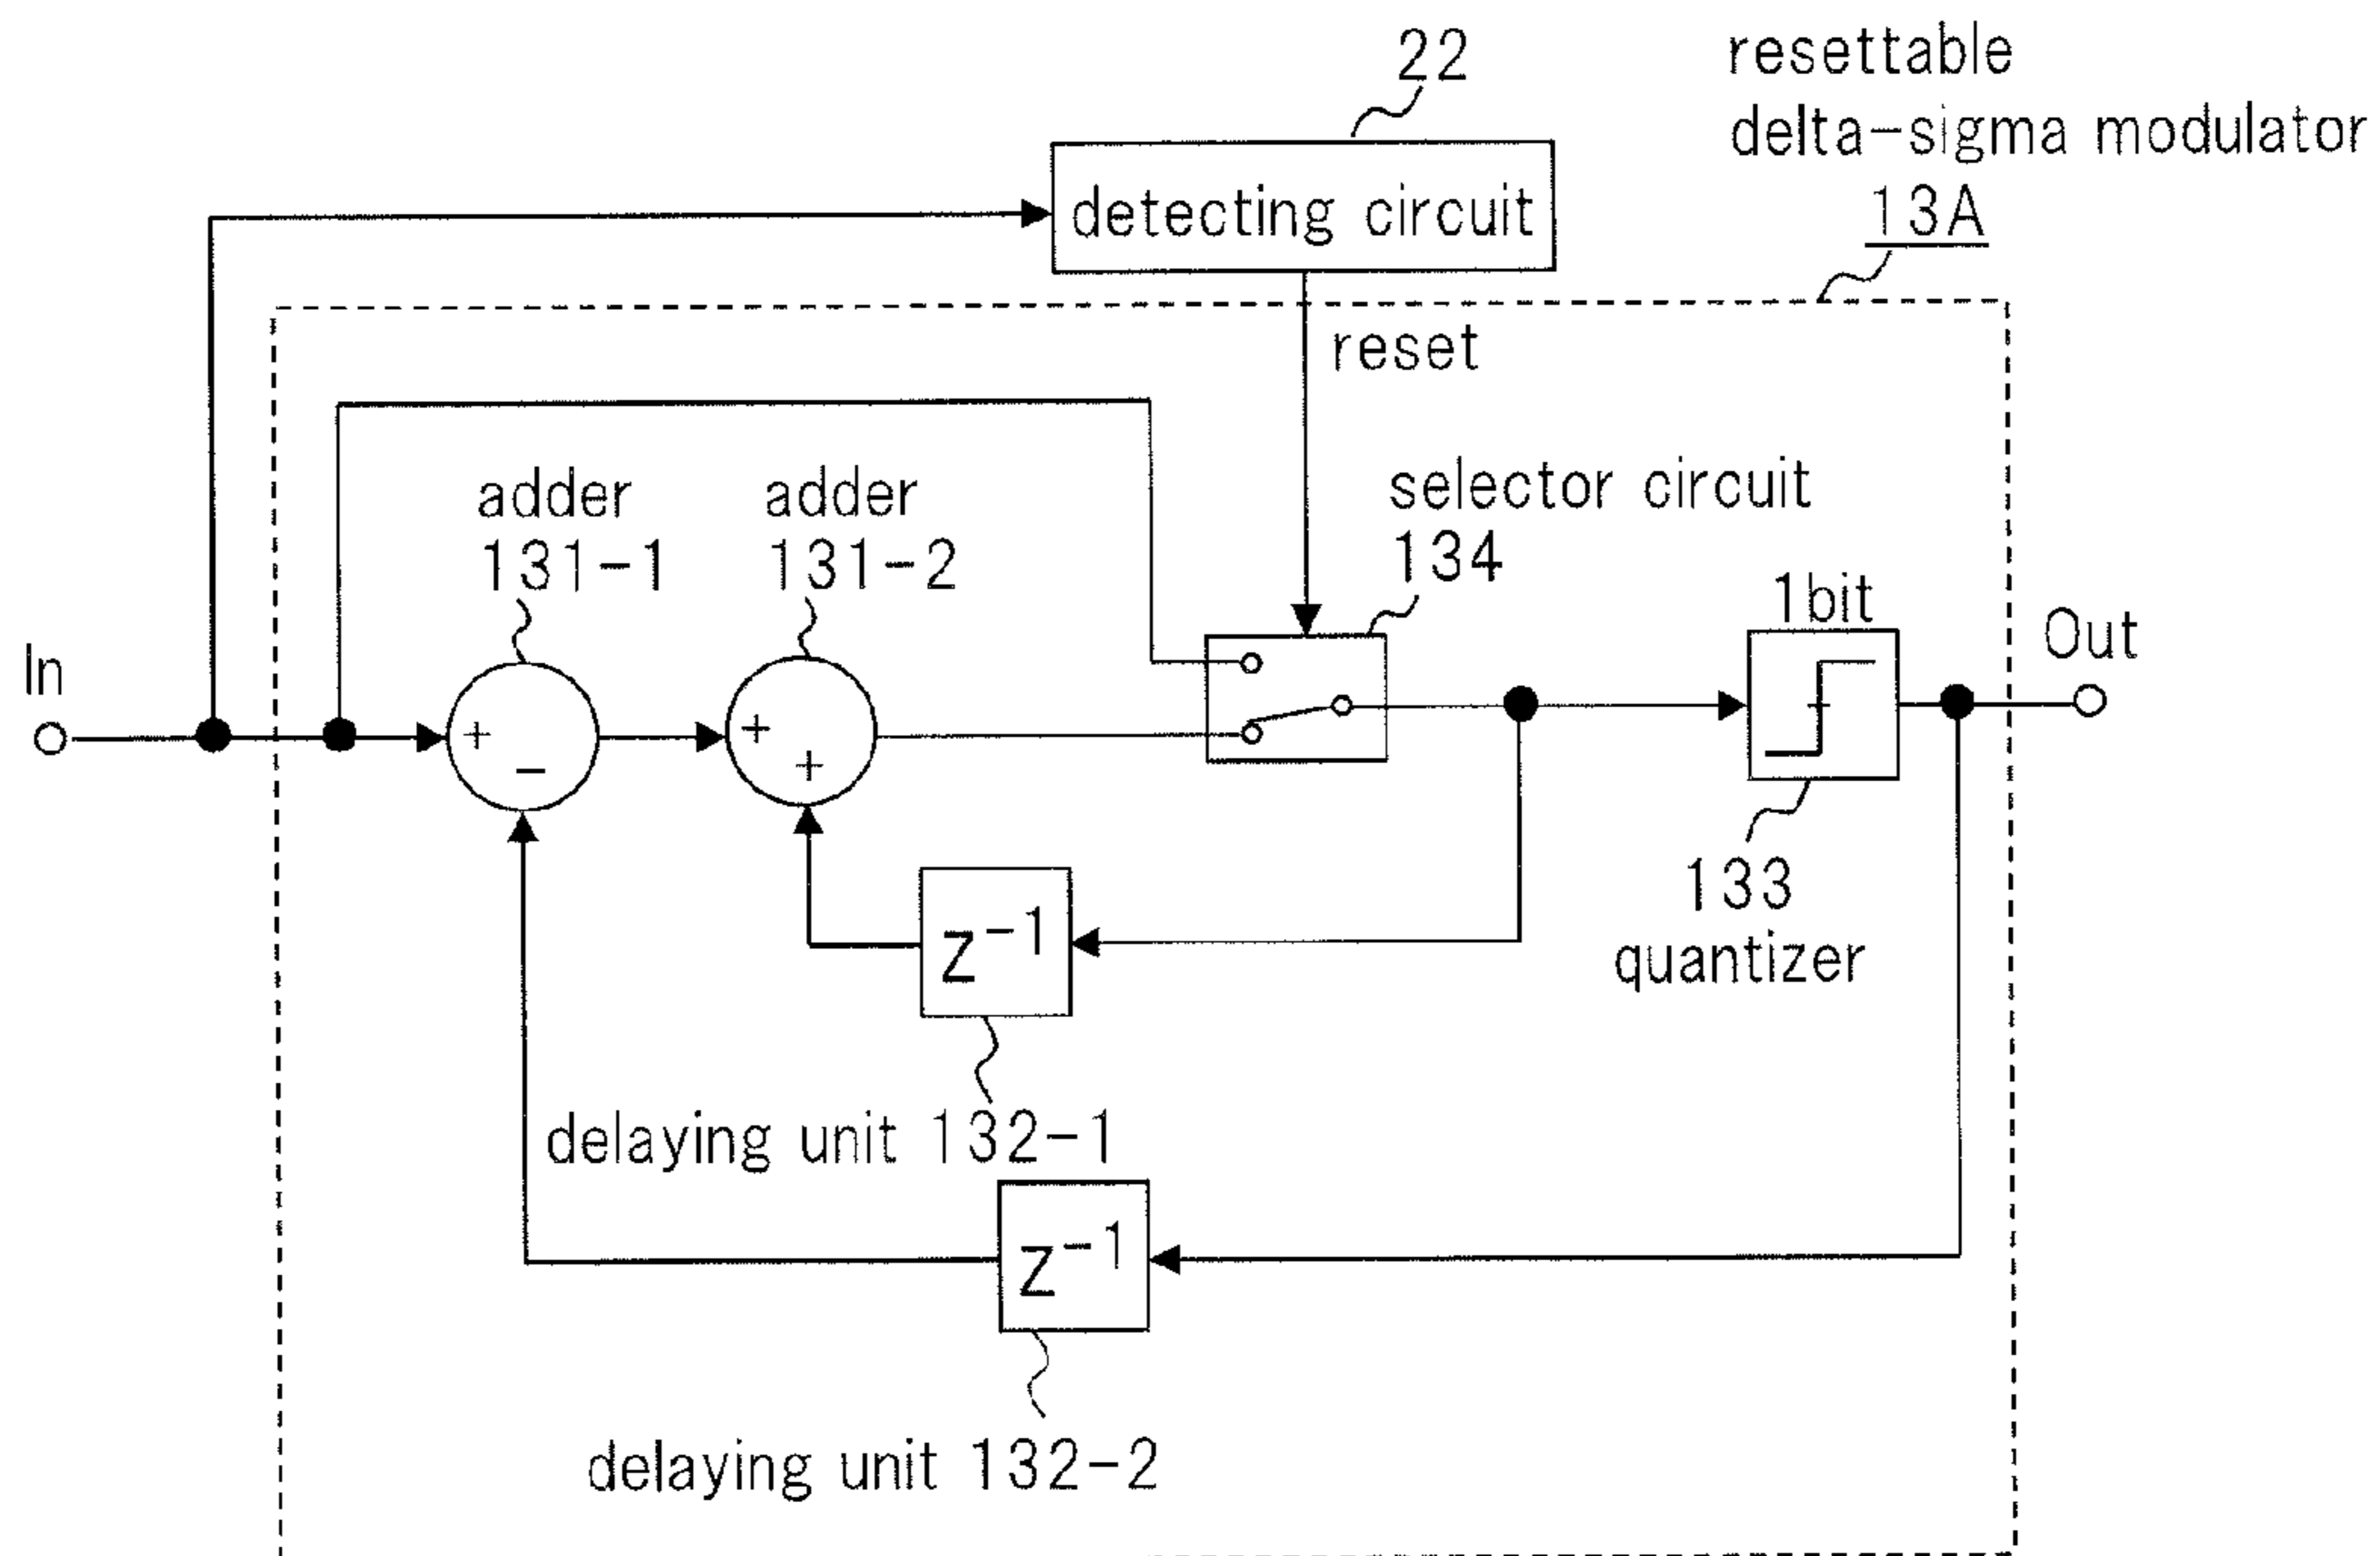 22
resettable
delta-sigma modulator
13A
detecting circuit
reset
adder
131-1
adder
131-2
selector circuit
134
1bit
In
Out
+
−
+
+
133
quantizer
z⁻¹
delaying unit 132-1
z⁻¹
delaying unit 132-2